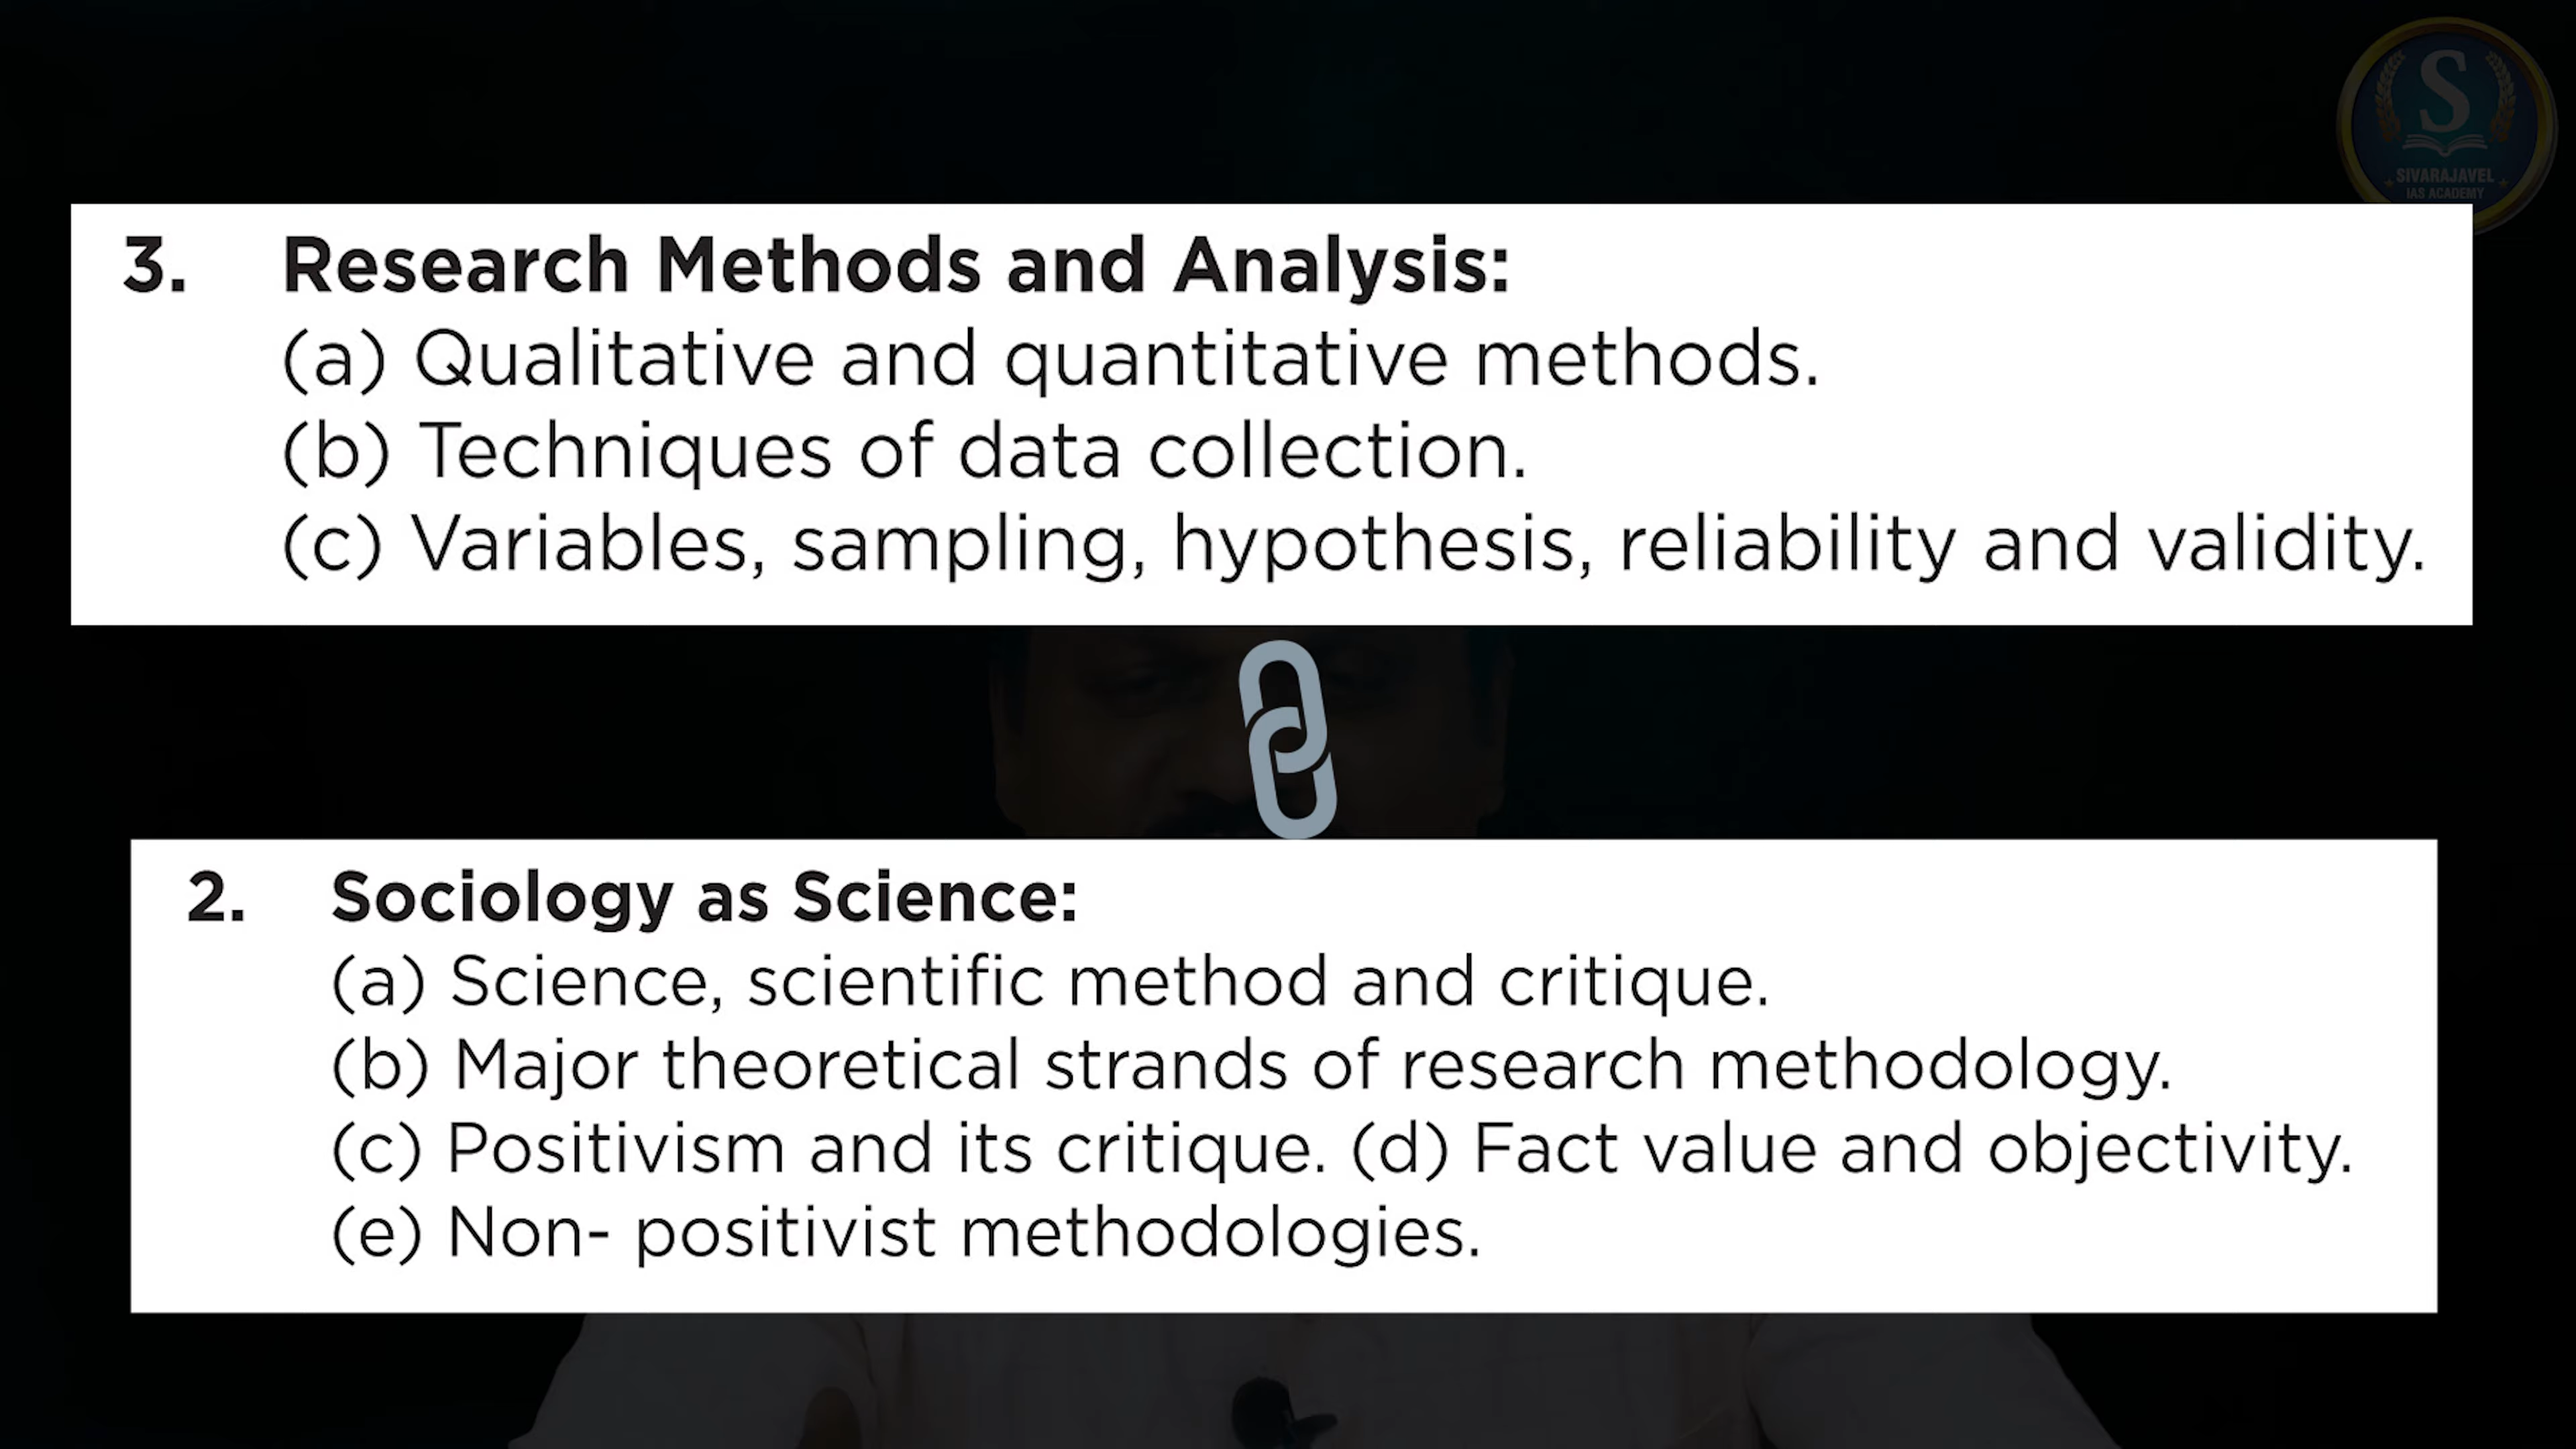 S
SIVARAJAVEL
IAS ACADEMY
3. Research Methods and Analysis:
(a) Qualitative and quantitative methods.
(b) Techniques of data collection.
(c) Variables, sampling, hypothesis, reliability and validity.
2. Sociology as Science:
(a) Science, scientific method and critique.
(b) Major theoretical strands of research methodology.
(c) Positivism and its critique. (d) Fact value and objectivity.
(e) Non- positivist methodologies.